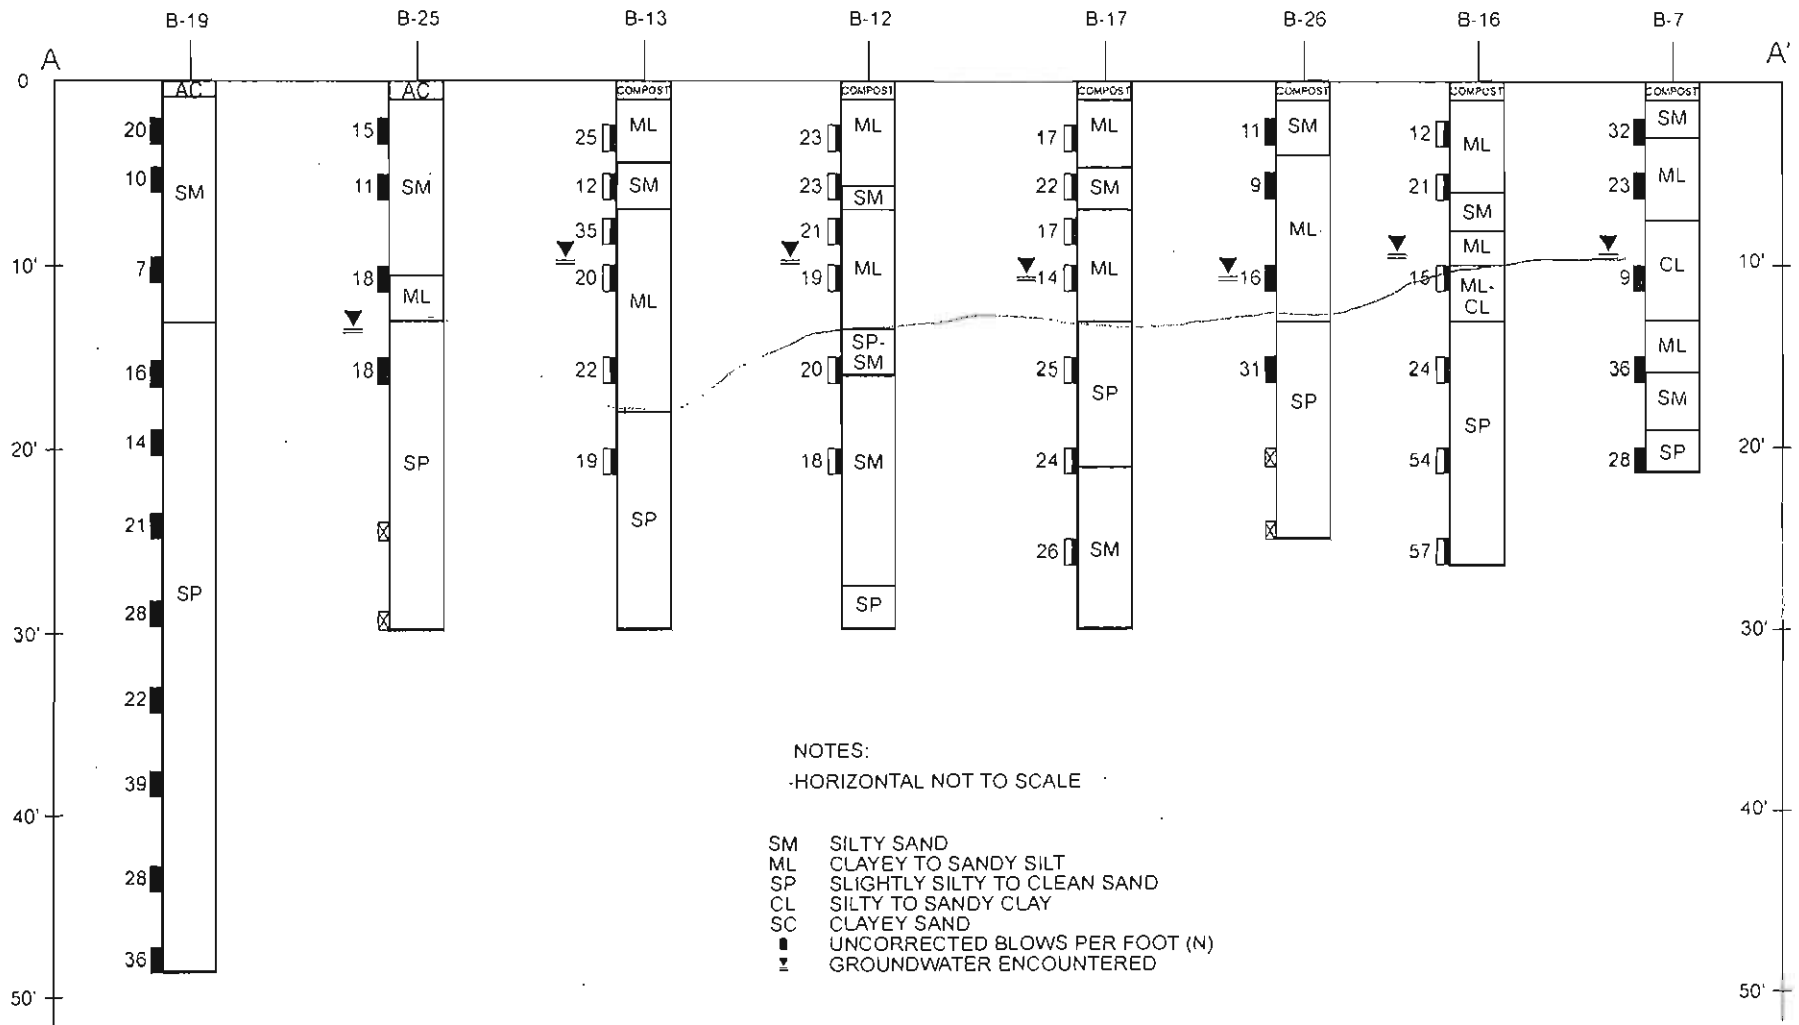 B-19 B-25 B-13 B-12 B-17 B-26 B-16 B-7
A A'
0
AC AC COMPOST COMPOST COMPOST COMPOST COMPOST COMPOST
20 15 25 ML 23 ML 17 ML 11 SM 12 ML 32 SM
10 SM 11 SM 12 SM 23 SM 22 SM 9 21 SM 23 ML
35 21 17 ML ML
10' 7 18 ML 20 ML 19 ML 14 ML 16 15 ML-CL 9 CL 10'
16 18 22 20 SP-SM 25 SP 31 SP 24 SP 36 ML
SM
20' 14 SP 19 18 SM 24 54 28 SP 20'
21 SP 26 SM 57
28 SP SP
30' 30'
22
39
40' 40'
28
36
50' 50'
NOTES:
-HORIZONTAL NOT TO SCALE
SM SILTY SAND
ML CLAYEY TO SANDY SILT
SP SLIGHTLY SILTY TO CLEAN SAND
CL SILTY TO SANDY CLAY
SC CLAYEY SAND
UNCORRECTED BLOWS PER FOOT (N)
GROUNDWATER ENCOUNTERED